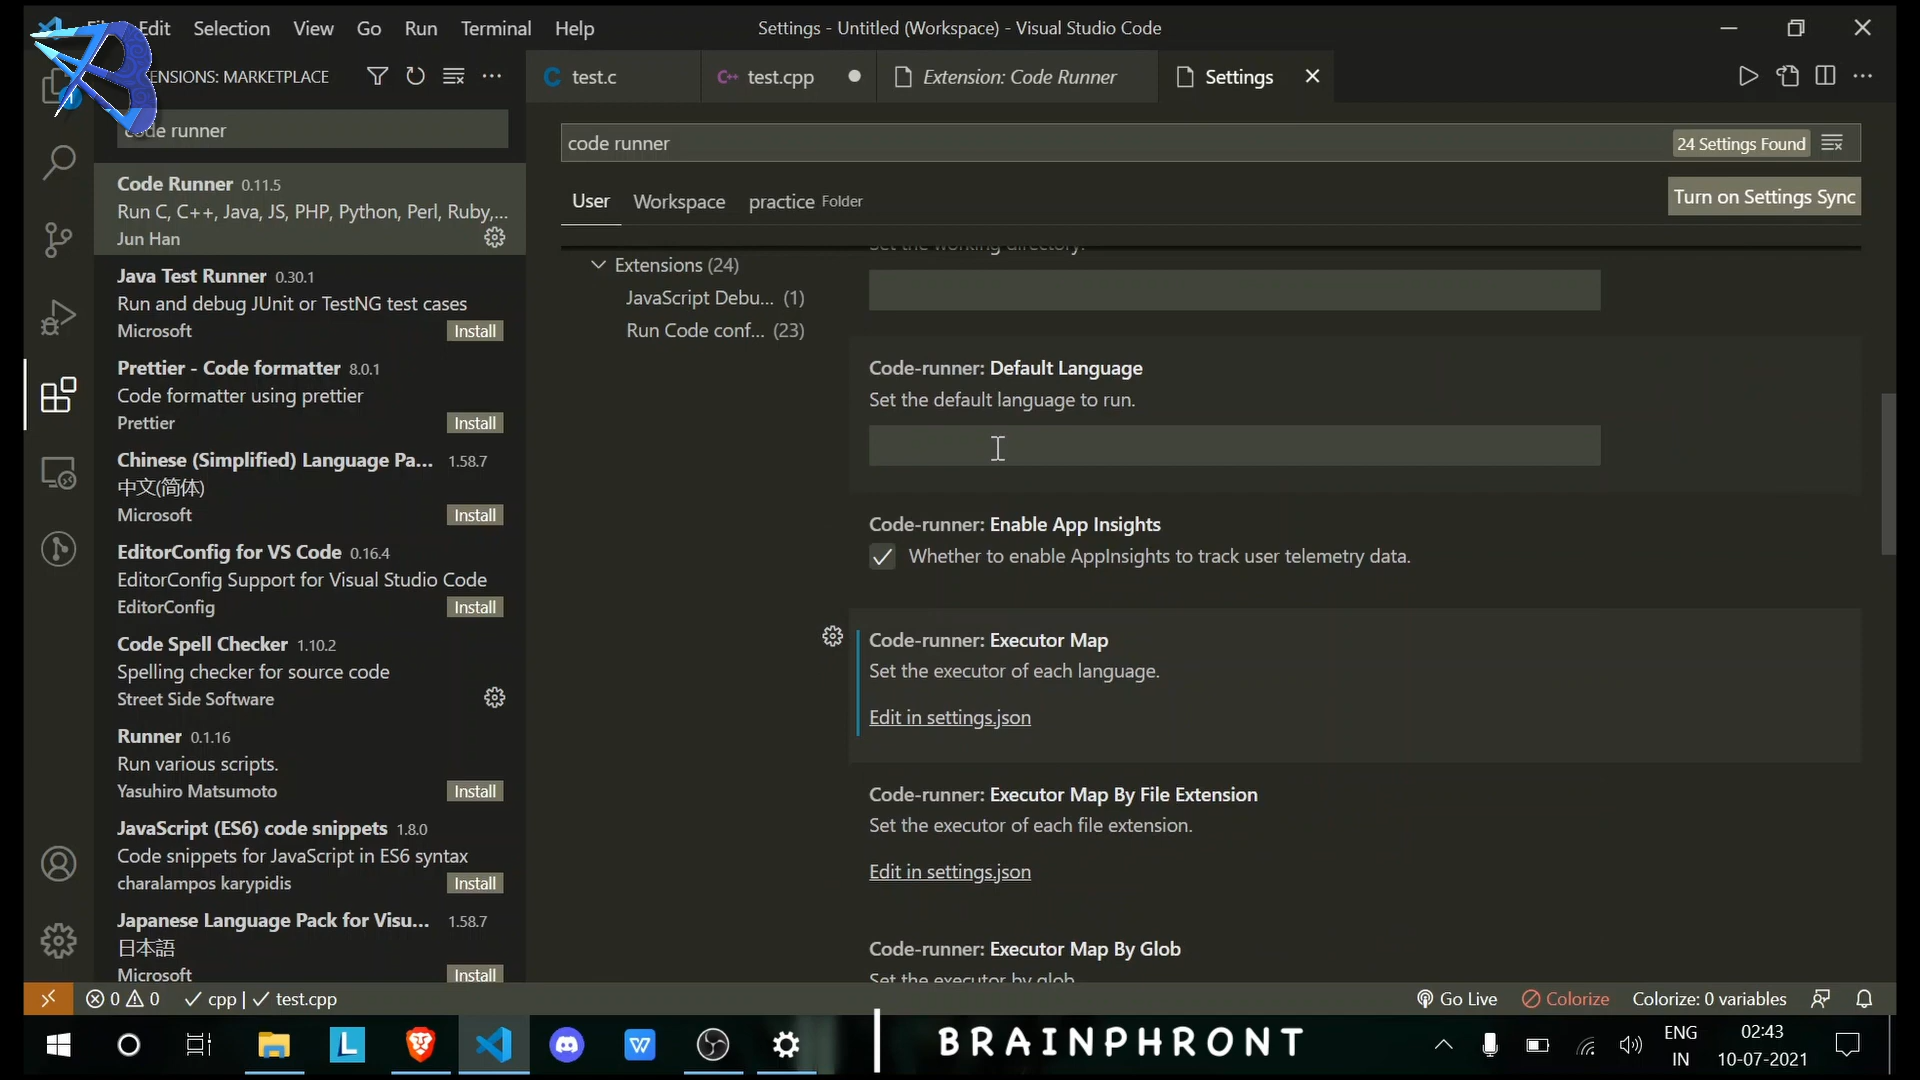 Edit Selection View Go Run Terminal Help
Settings - Untitled (Workspace) - Visual Studio Code
ENSIONS: MARKETPLACE
test.c
test.cpp
Extension: Code Runner
Settings
1
code runner
code runner
24 Settings Found
User
Workspace
practice Folder
Turn on Settings Sync
Code Runner 0.11.5
Run C, C++, Java, JS, PHP, Python, Perl, Ruby,...
Jun Han
Java Test Runner 0.30.1
Run and debug JUnit or TestNG test cases
Microsoft Install
Prettier - Code formatter 8.0.1
Code formatter using prettier
Prettier Install
Chinese (Simplified) Language Pa... 1.58.7
中文(简体)
Microsoft Install
EditorConfig for VS Code 0.16.4
EditorConfig Support for Visual Studio Code
EditorConfig Install
Code Spell Checker 1.10.2
Spelling checker for source code
Street Side Software
Runner 0.1.16
Run various scripts.
Yasuhiro Matsumoto Install
JavaScript (ES6) code snippets 1.8.0
Code snippets for JavaScript in ES6 syntax
charalampos karypidis Install
Japanese Language Pack for Visu... 1.58.7
日本語
Microsoft Install
Extensions (24)
JavaScript Debu... (1)
Run Code conf... (23)
Set the working directory.
Code-runner: Default Language
Set the default language to run.
Code-runner: Enable App Insights
Whether to enable AppInsights to track user telemetry data.
Code-runner: Executor Map
Set the executor of each language.
Edit in settings.json
Code-runner: Executor Map By File Extension
Set the executor of each file extension.
Edit in settings.json
Code-runner: Executor Map By Glob
Set the executor by glob
0 0 cpp | test.cpp
Go Live Colorize Colorize: 0 variables
BRAINPHRONT
ENG
IN
02:43
10-07-2021